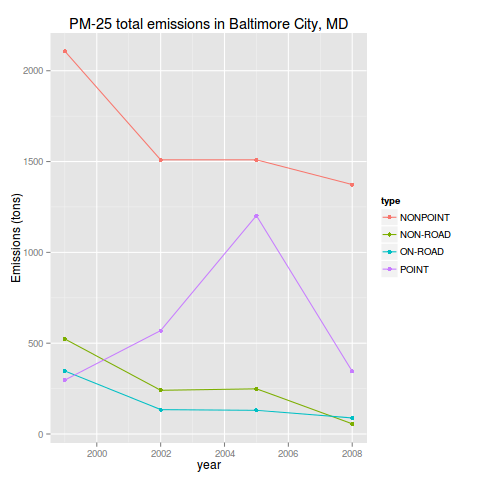 PM-25 total emissions in Baltimore City, MD
Emissions (tons)
2000
1500
1000
500
0
2000 2002 2004 2006 2008
year
type
NONPOINT
NON-ROAD
ON-ROAD
POINT